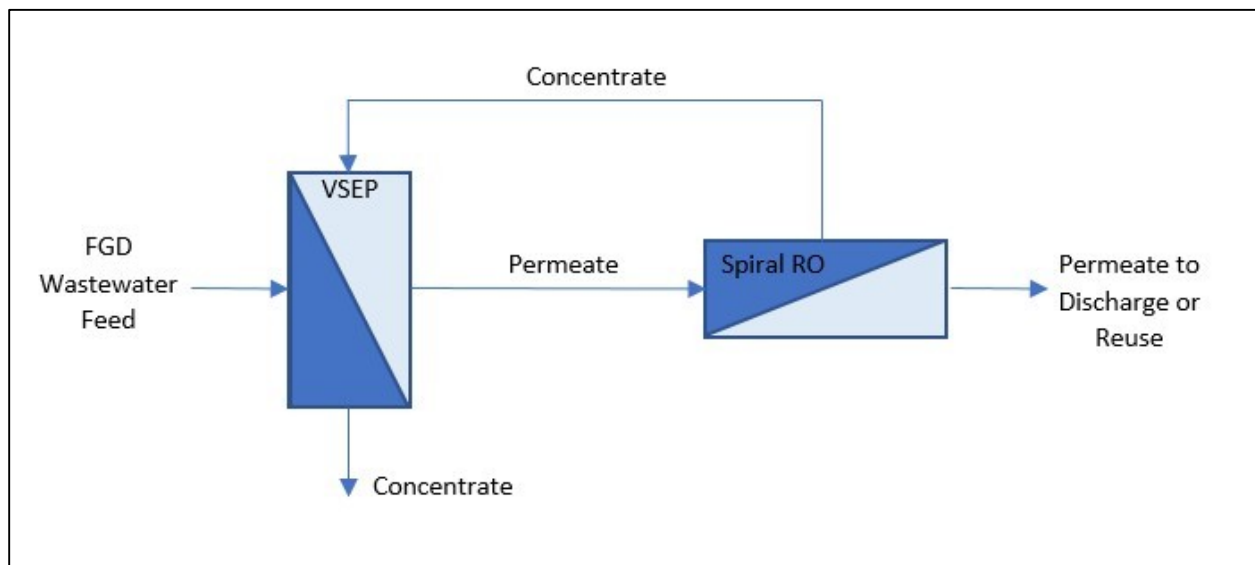 Concentrate
VSEP
FGD
Wastewater
Feed
Permeate
Spiral RO
Permeate to
Discharge or
Reuse
Concentrate